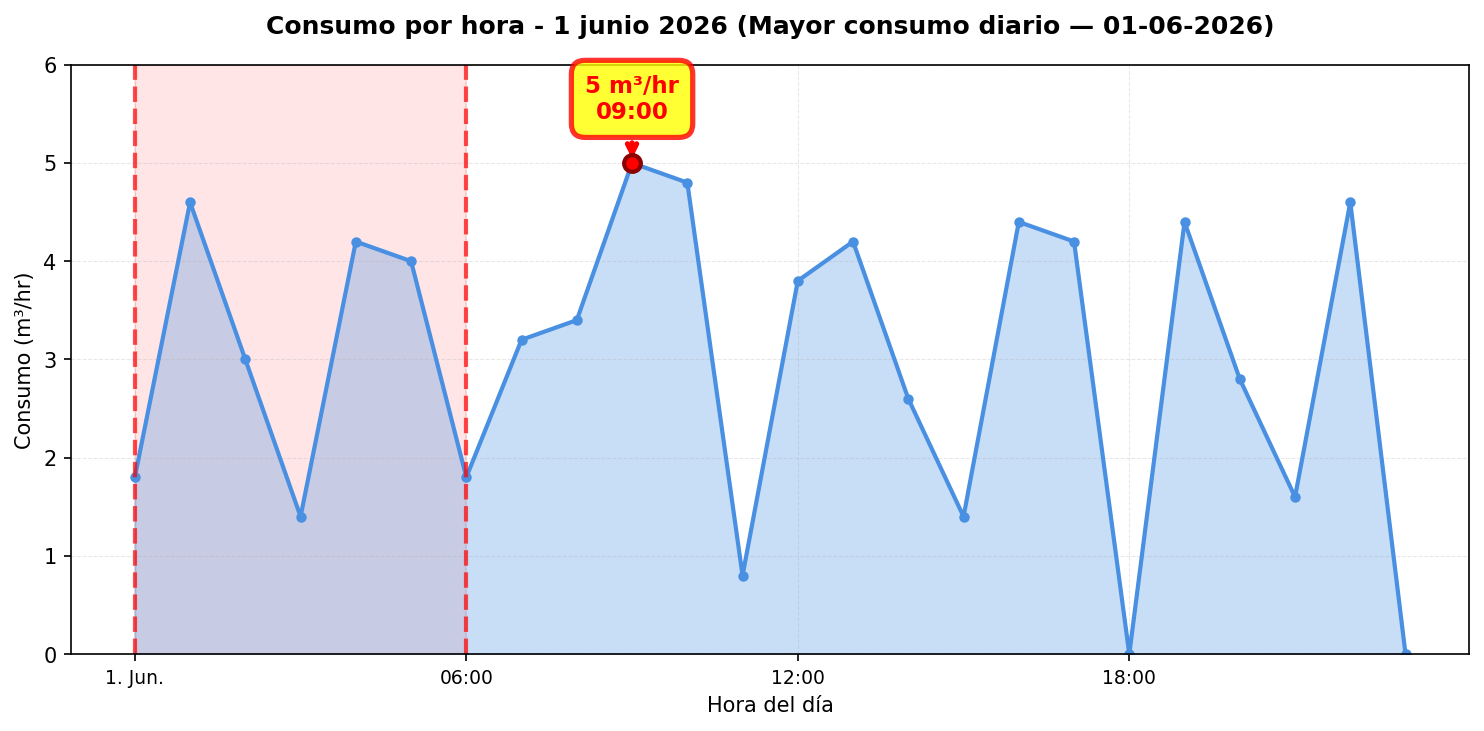 Consumo por hora - 1 junio 2026 (Mayor consumo diario — 01-06-2026)
5 m³/hr
09:00
Consumo (m³/hr)
6
5
4
3
2
1
0
1. Jun.
06:00
12:00
18:00
Hora del día